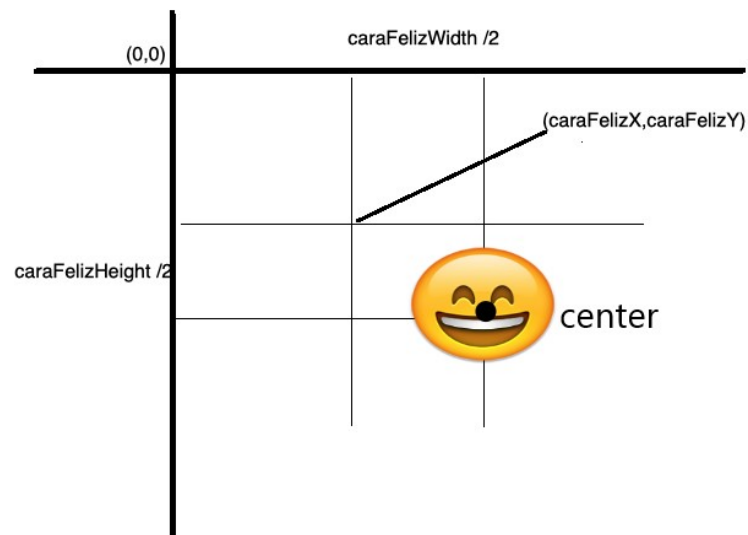 caraFelizWidth /2
(0,0)
(caraFelizX,caraFelizY)
caraFelizHeight /2
center